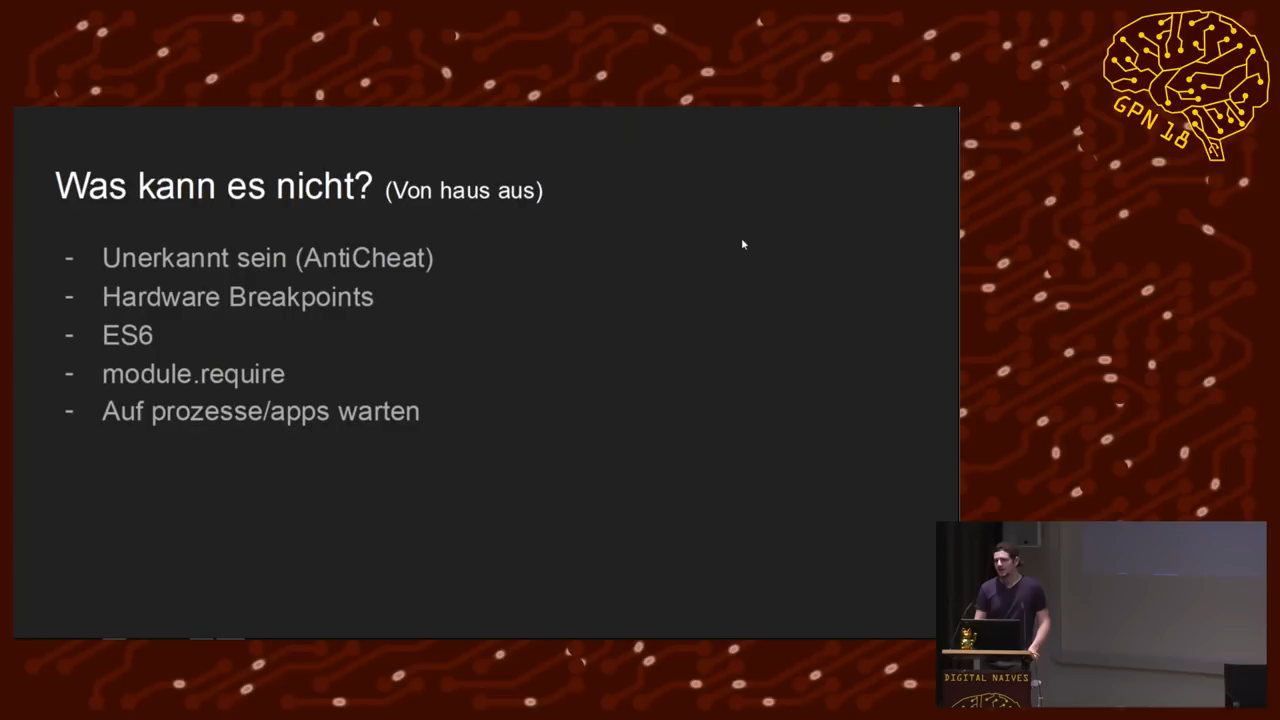 GPN 18
Was kann es nicht? (Von haus aus)
- Unerkannt sein (AntiCheat)
- Hardware Breakpoints
- ES6
- module.require
- Auf prozesse/apps warten
DIGITAL NAIVES